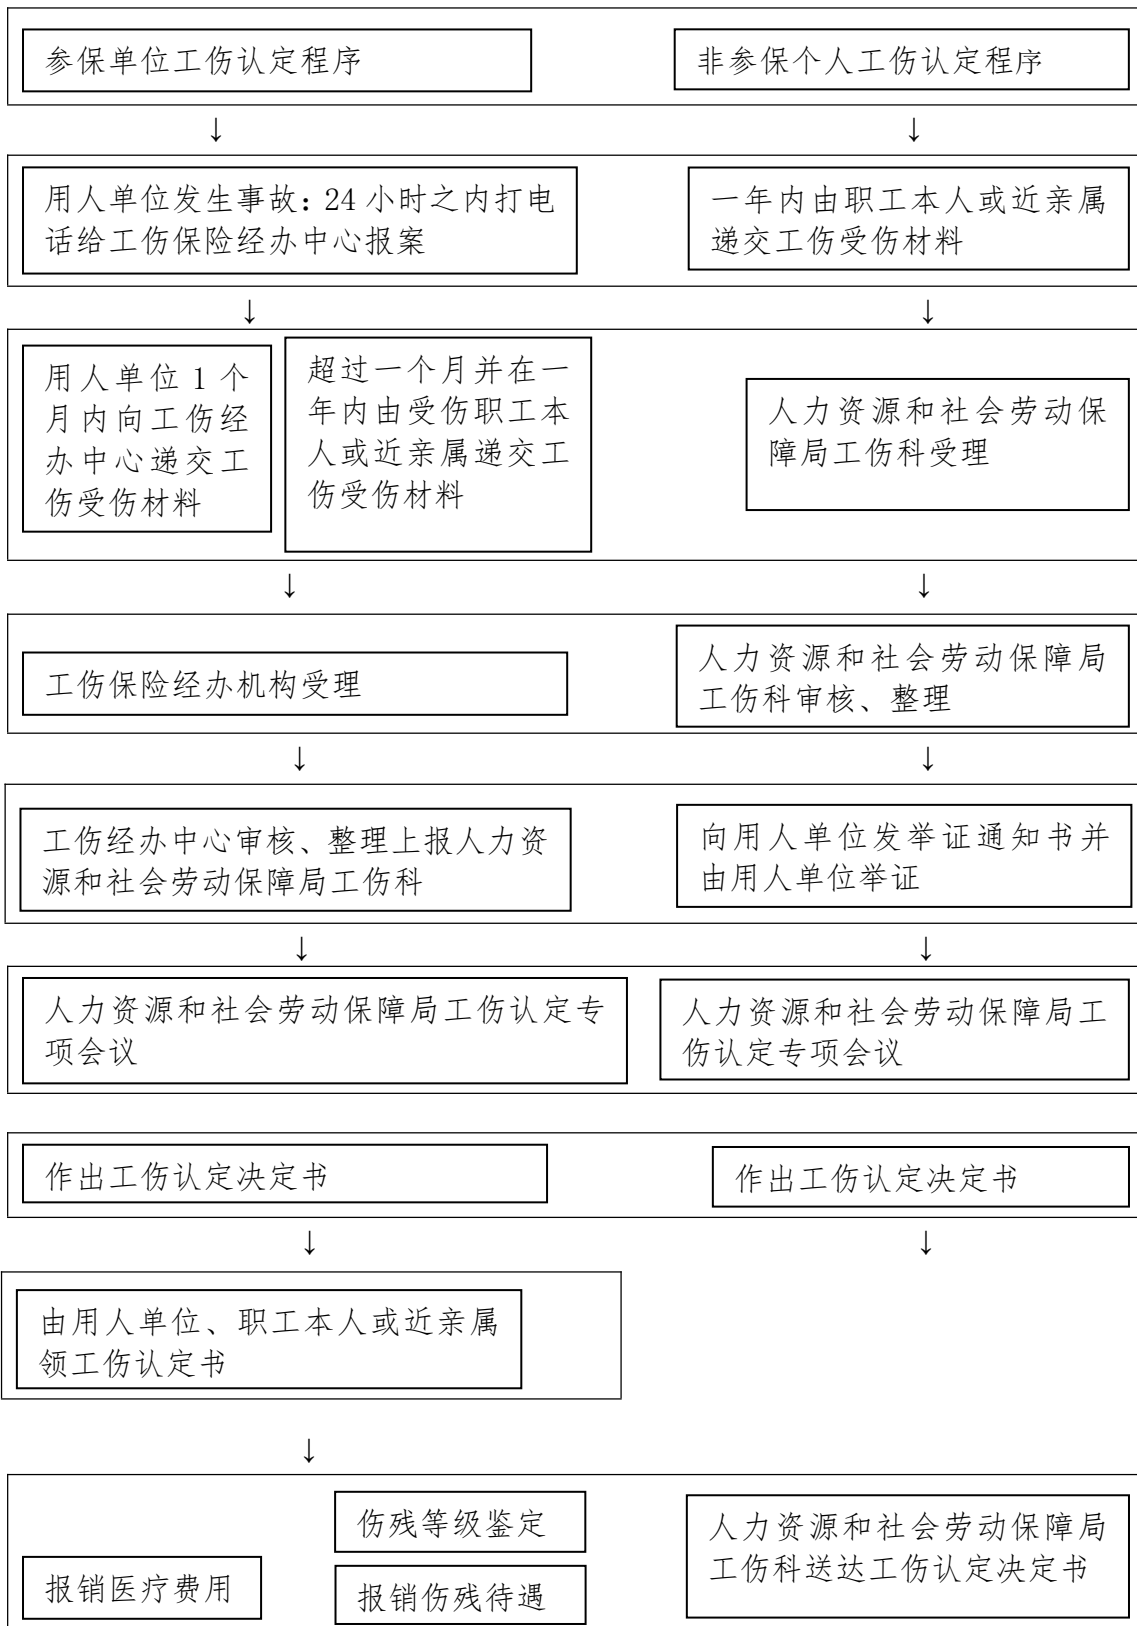 参保单位工伤认定程序
非参保个人工伤认定程序
↓
↓
用人单位发生事故：24 小时之内打电
话给工伤保险经办中心报案
一年内由职工本人或近亲属
递交工伤受伤材料
↓
↓
用人单位 1 个
月内向工伤经
办中心递交工
伤受伤材料
超过一个月并在一
年内由受伤职工本
人或近亲属递交工
伤受伤材料
人力资源和社会劳动保
障局工伤科受理
↓
↓
工伤保险经办机构受理
人力资源和社会劳动保障局
工伤科审核、整理
↓
↓
工伤经办中心审核、整理上报人力资
源和社会劳动保障局工伤科
向用人单位发举证通知书并
由用人单位举证
↓
↓
人力资源和社会劳动保障局工伤认定专
项会议
人力资源和社会劳动保障局工
伤认定专项会议
作出工伤认定决定书
作出工伤认定决定书
↓
↓
由用人单位、职工本人或近亲属
领工伤认定书
↓
报销医疗费用
伤残等级鉴定
报销伤残待遇
人力资源和社会劳动保障局
工伤科送达工伤认定决定书